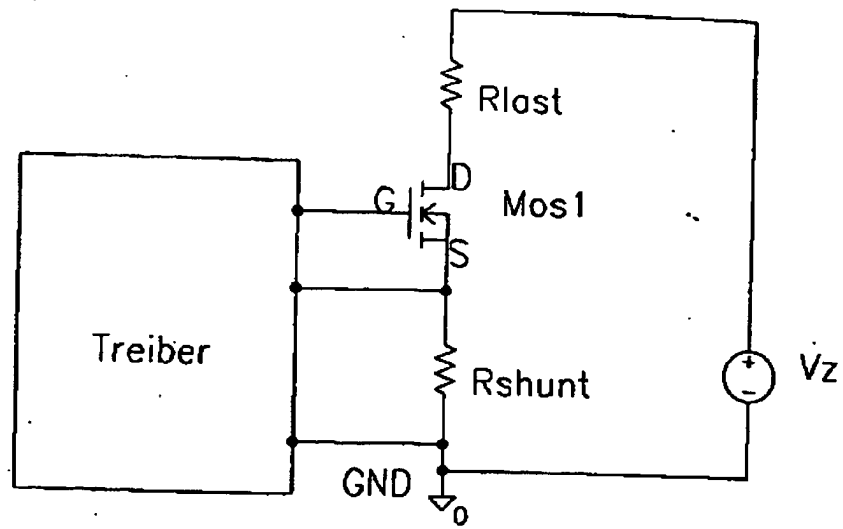 Rlast
D
G
Mos1
S
Treiber
+
-
Vz
Rshunt
GND
0